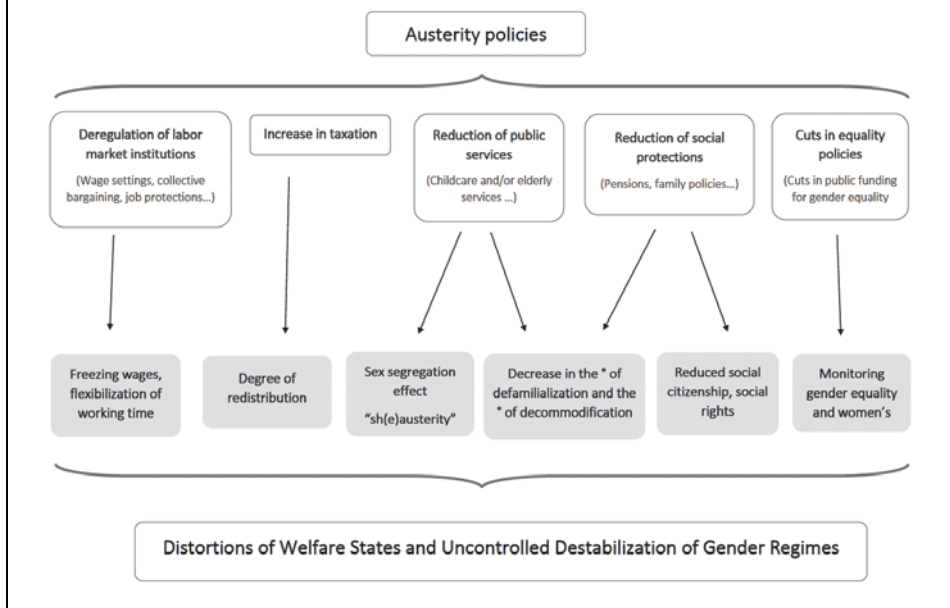 Austerity policies
Deregulation of labor
market institutions
(Wage settings, collective
bargaining, job protections...)
Increase in taxation
Reduction of public
services
(Childcare and/or elderly
services ...)
Reduction of social
protections
(Pensions, family policies...)
Cuts in equality
policies
(Cuts in public funding
for gender equality
Freezing wages,
flexibilization of
working time
Degree of
redistribution
Sex segregation
effect
"sh(e)austerity"
Decrease in the * of
defamilialization and the
* of decommodification
Reduced social
citizenship, social
rights
Monitoring
gender equality
and women's
Distortions of Welfare States and Uncontrolled Destabilization of Gender Regimes